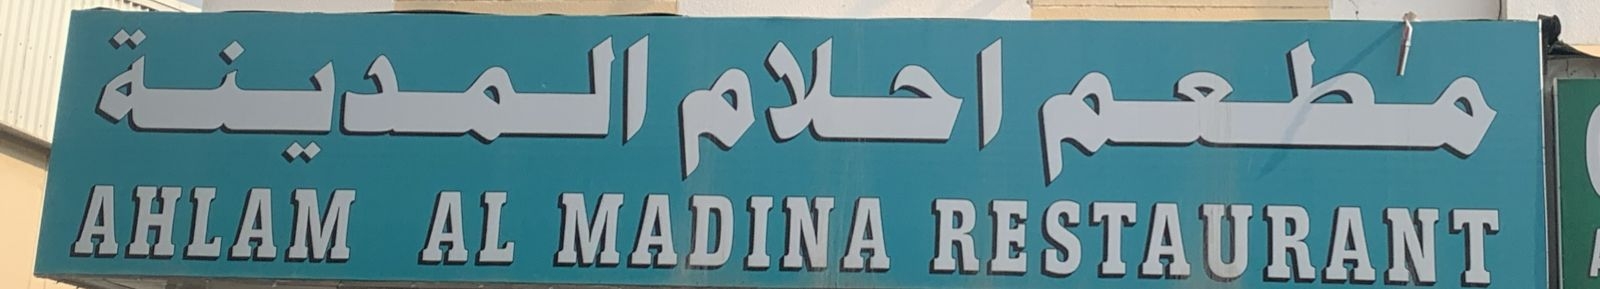 مطعم احلام المدينة
AHLAM AL MADINA RESTAURANT